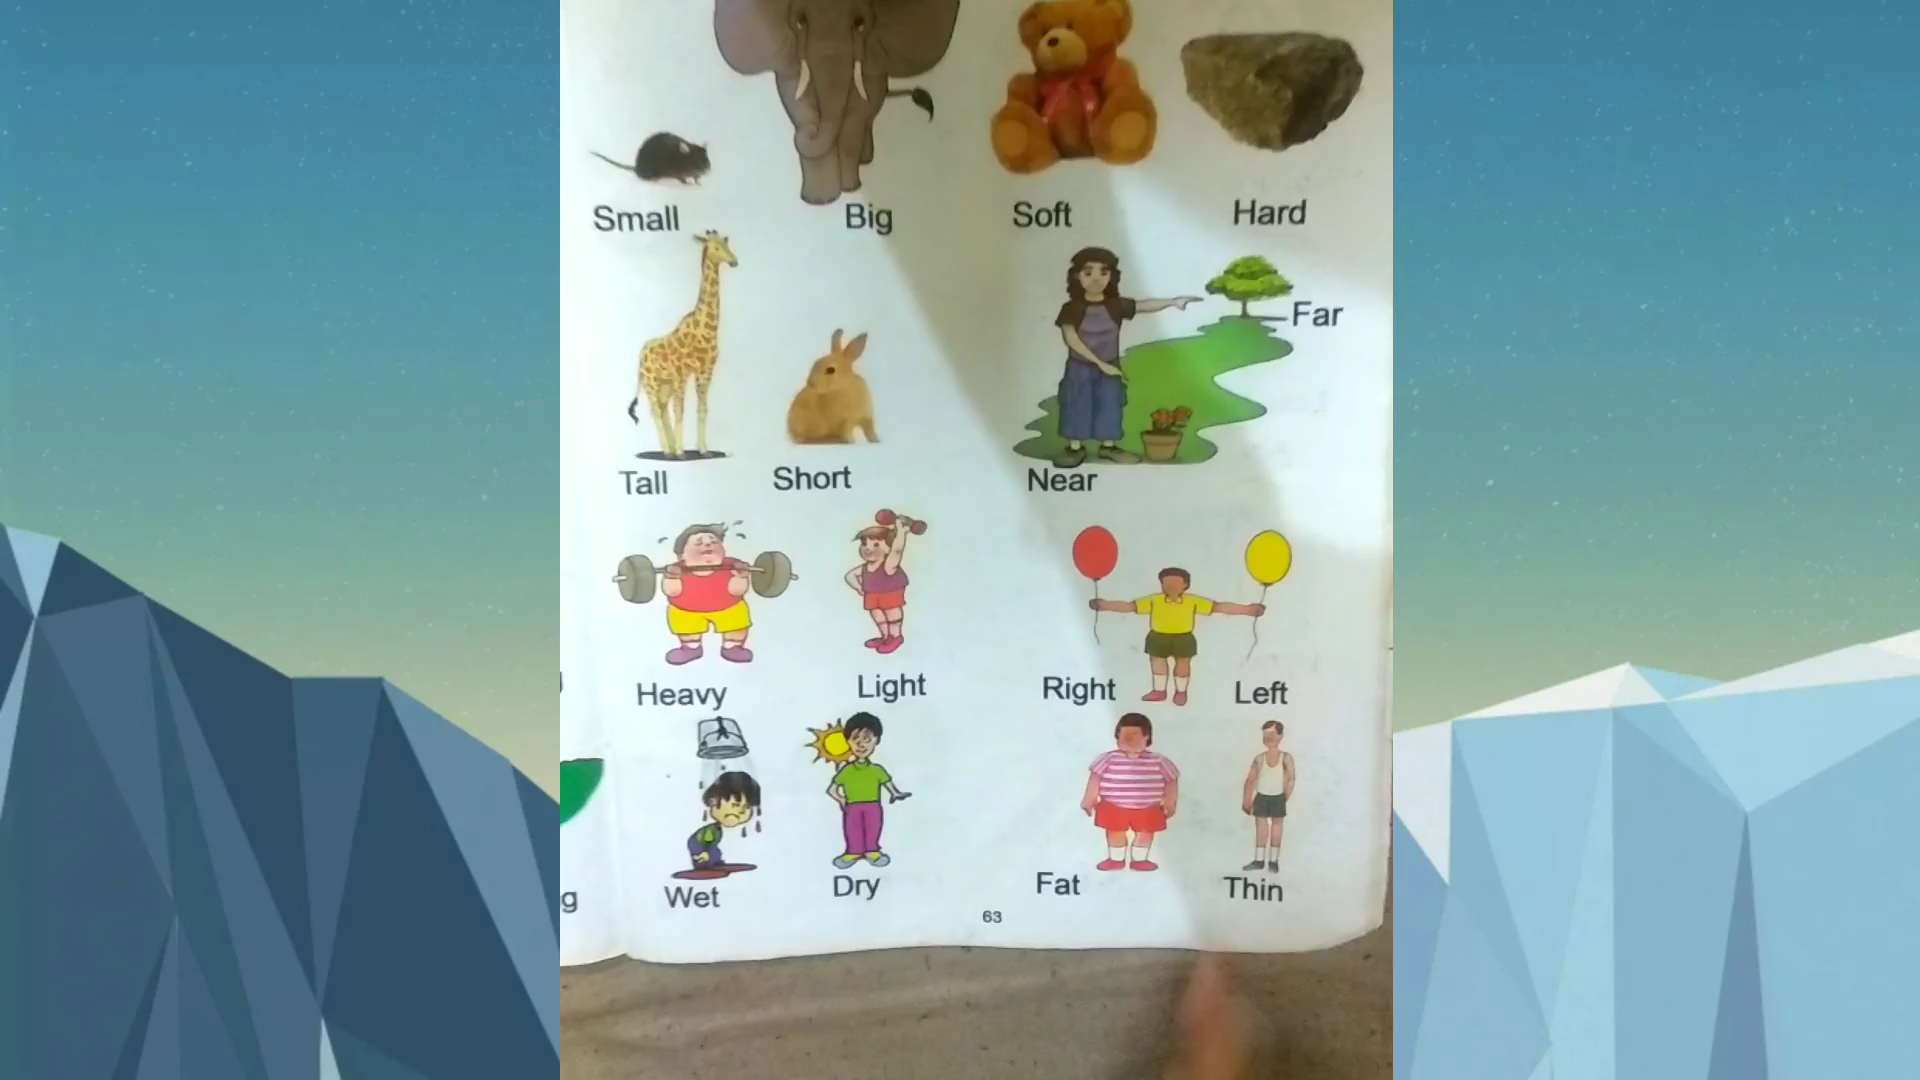 Small Big Soft Hard
Far
Tall Short Near
Heavy Light Right Left
Wet Dry Fat Thin
63